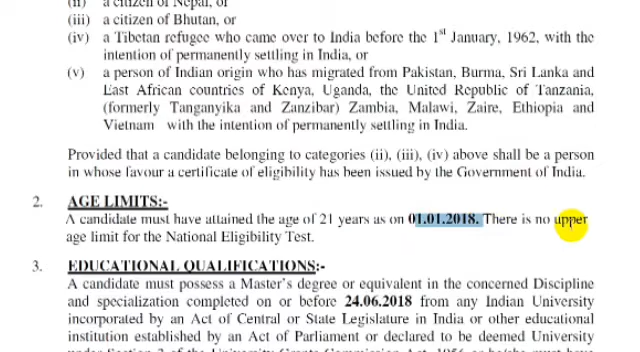 (ii) a citizen of Nepal, or
(iii) a citizen of Bhutan, or
(iv) a Tibetan refugee who came over to India before the 1st January, 1962, with the
intention of permanently settling in India, or
(v) a person of Indian origin who has migrated from Pakistan, Burma, Sri Lanka and
East African countries of Kenya, Uganda, the United Republic of Tanzania,
(formerly Tanganyika and Zanzibar) Zambia, Malawi, Zaire, Ethiopia and
Vietnam with the intention of permanently settling in India.
Provided that a candidate belonging to categories (ii), (iii), (iv) above shall be a person
in whose favour a certificate of eligibility has been issued by the Government of India.
2. AGE LIMITS:-
A candidate must have attained the age of 21 years as on 01.01.2018. There is no upper
age limit for the National Eligibility Test.
3. EDUCATIONAL QUALIFICATIONS:-
A candidate must possess a Master's degree or equivalent in the concerned Discipline
and specialization completed on or before 24.06.2018 from any Indian University
incorporated by an Act of Central or State Legislature in India or other educational
institution established by an Act of Parliament or declared to be deemed University